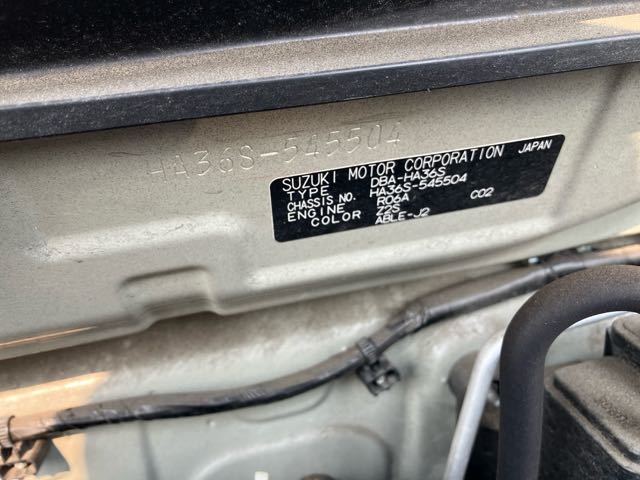 HA36S-545504
SUZUKI MOTOR CORPORATION JAPAN
TYPE DBA-HA36S
CHASSIS NO. HA36S-545504
ENGINE R06A CO2
COLOR Z2S
ABLE-J2